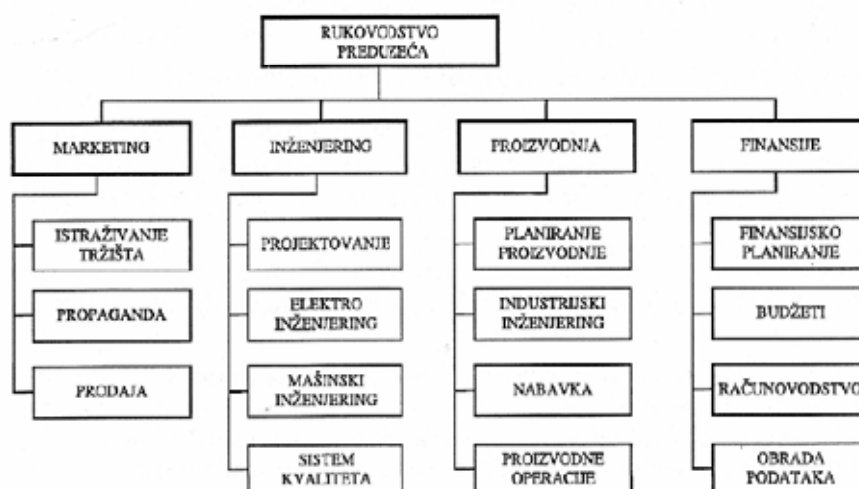 RUKOVODSTVO
PREDUZEĆA
MARKETING
INŽENJERING
PROIZVODNJA
FINANSIJE
ISTRAŽIVANJE
TRŽIŠTA
PROPAGANDA
PRODAJA
PROJEKTOVANJE
ELEKTRO
INŽENJERING
MAŠINSKI
INŽENJERING
SISTEM
KVALITETA
PLANIRANJE
PROIZVODNJE
INDUSTRIJSKI
INŽENJERING
NABAVKA
PROIZVODNE
OPERACIJE
FINANSIJSKO
PLANIRANJE
BUDŽETI
RAČUNOVODSTVO
OBRADA
PODATAKA